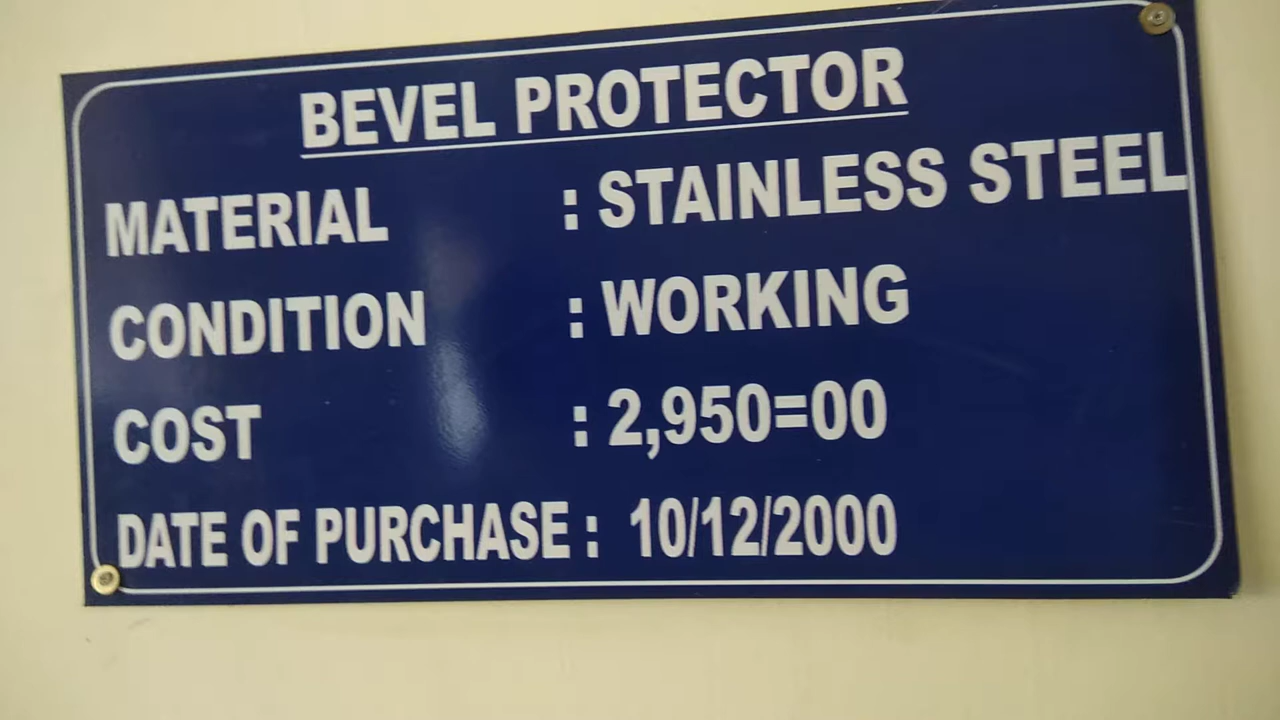 BEVEL PROTECTOR
MATERIAL : STAINLESS STEEL
CONDITION : WORKING
COST : 2,950=00
DATE OF PURCHASE : 10/12/2000